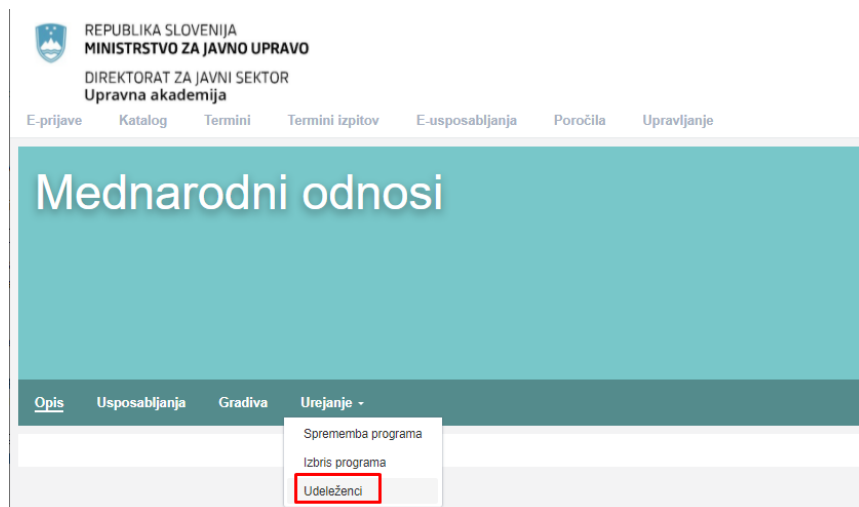 REPUBLIKA SLOVENIJA
MINISTRSTVO ZA JAVNO UPRAVO
DIREKTORAT ZA JAVNI SEKTOR
Upravna akademija
E-prijave Katalog Termini Termini izpitov E-usposabljanja Poročila Upravljanje
Mednarodni odnosi
Opis Usposabljanja Gradiva Urejanje
Sprememba programa
Izbris programa
Udeleženci